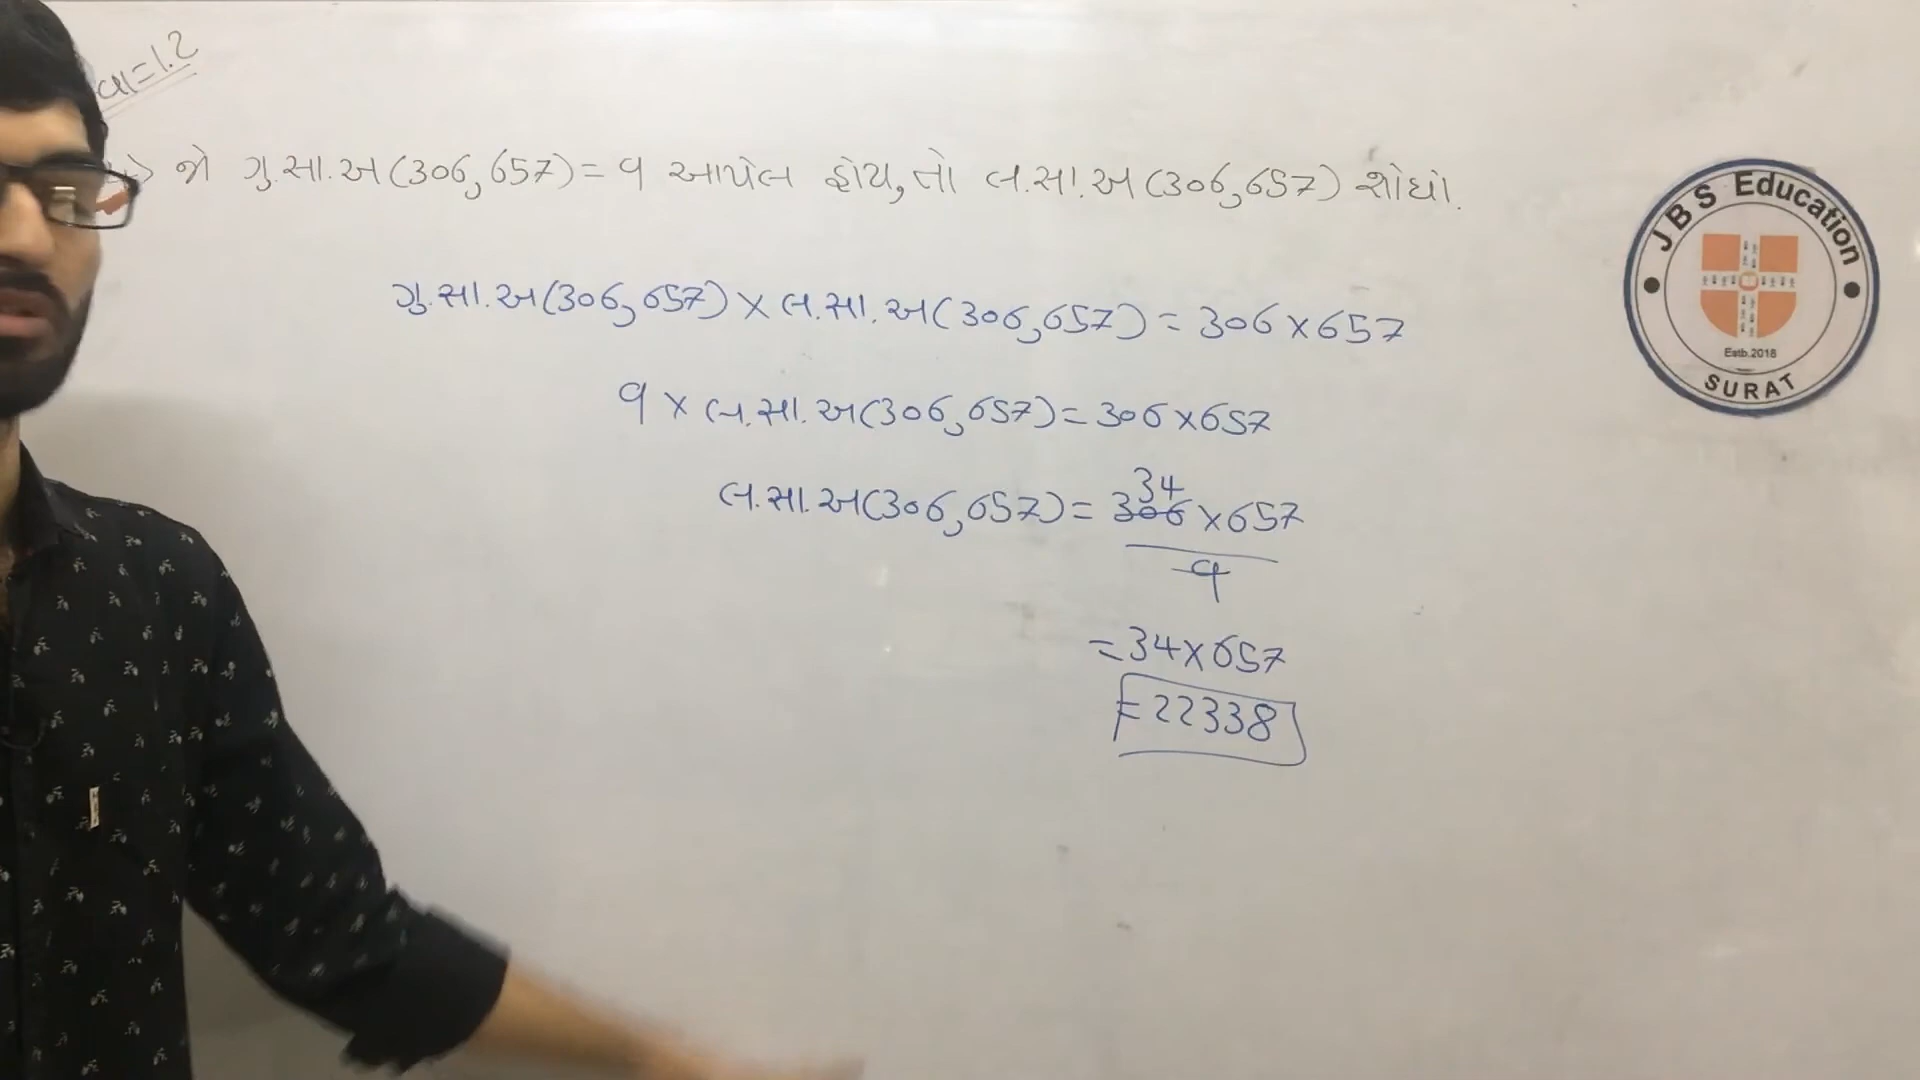 =1.2
જો ગુ.સા.અ(306,657)=9 આપેલ હોય, તો લ.સા.અ(306,657) શોધો.
ગુ.સા.અ(306,657) × લ.સા.અ(306,657) = 306×657
9 × લ.સા.અ(306,657) = 306×657
34
લ.સા.અ(306,657) = 306×657
9
=34×657
=22338
JBS Education
Estb.2018
SURAT